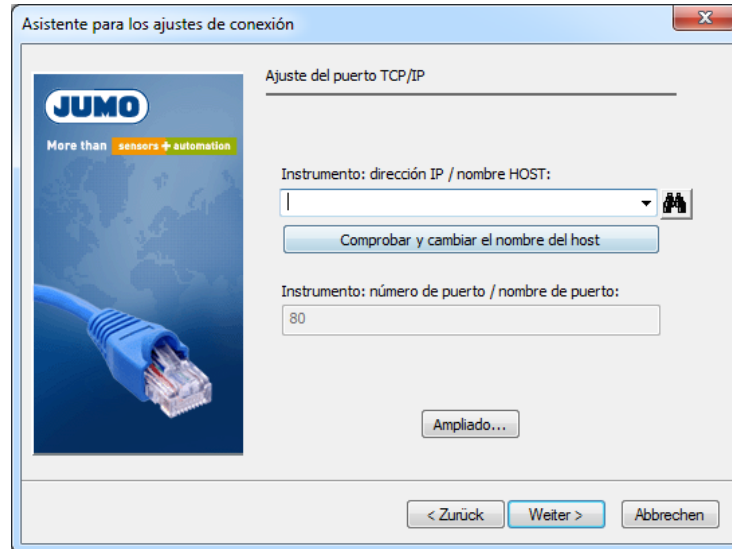 Asistente para los ajustes de conexión
JUMO
More than sensors + automation
Ajuste del puerto TCP/IP
Instrumento: dirección IP / nombre HOST:
Comprobar y cambiar el nombre del host
Instrumento: número de puerto / nombre de puerto:
80
Ampliado...
< Zurück
Weiter >
Abbrechen